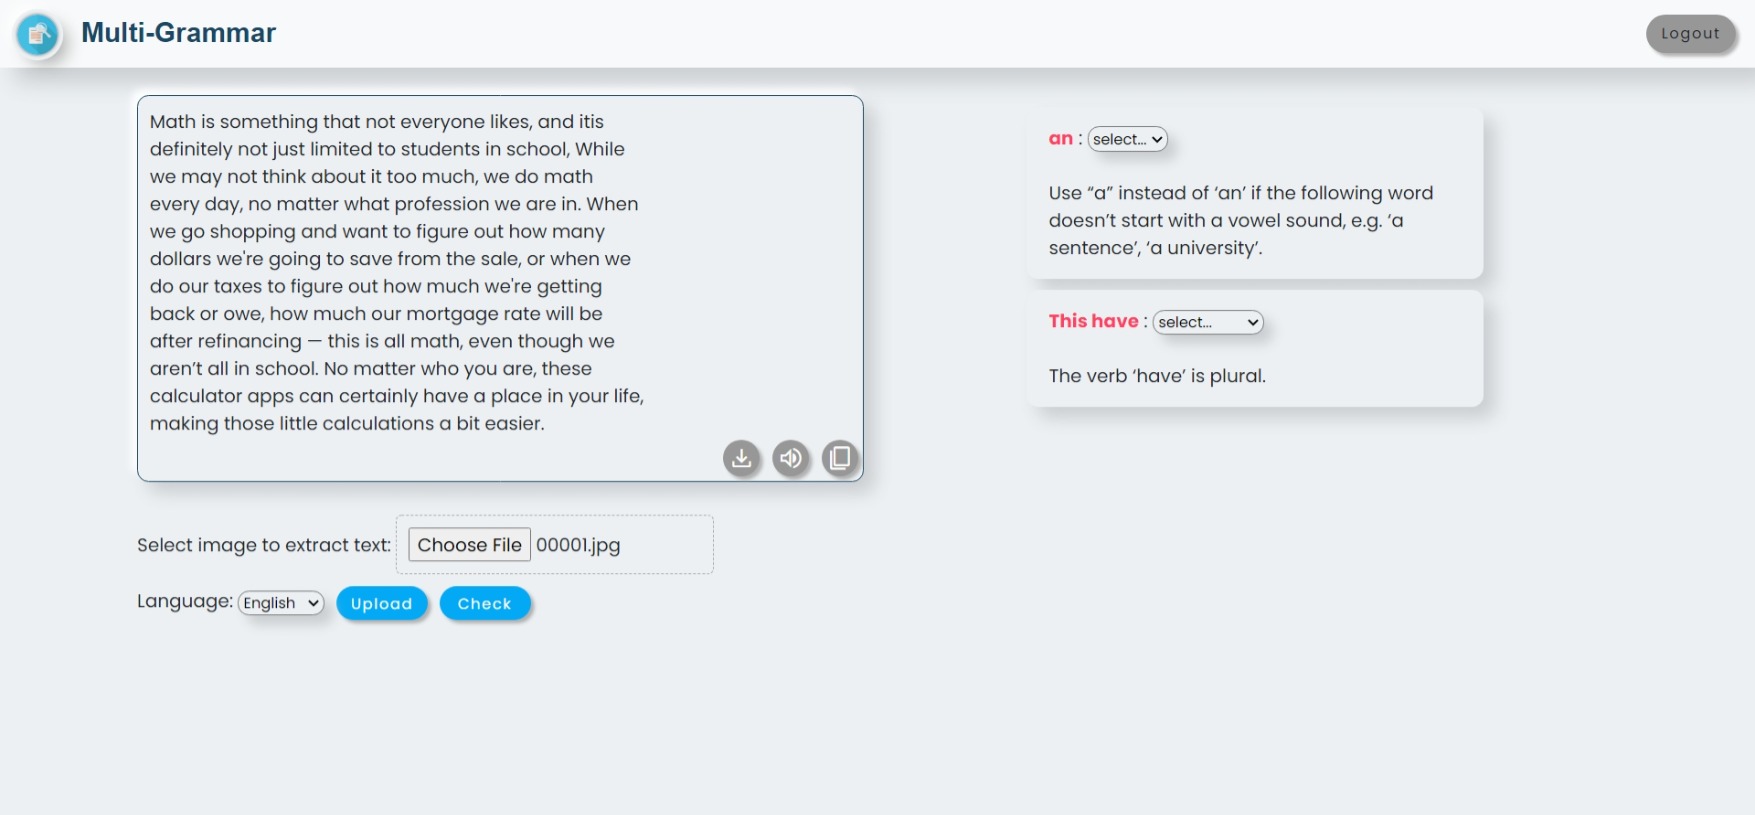 Multi-Grammar
Logout
Math is something that not everyone likes, and itis
definitely not just limited to students in school, While
we may not think about it too much, we do math
every day, no matter what profession we are in. When
we go shopping and want to figure out how many
dollars we're going to save from the sale, or when we
do our taxes to figure out how much we're getting
back or owe, how much our mortgage rate will be
after refinancing — this is all math, even though we
aren’t all in school. No matter who you are, these
calculator apps can certainly have a place in your life,
making those little calculations a bit easier.
an : select...
Use “a” instead of ‘an’ if the following word
doesn’t start with a vowel sound, e.g. ‘a
sentence’, ‘a university’.
This have : select...
The verb ‘have’ is plural.
Select image to extract text: Choose File 00001.jpg
Language: English Upload Check